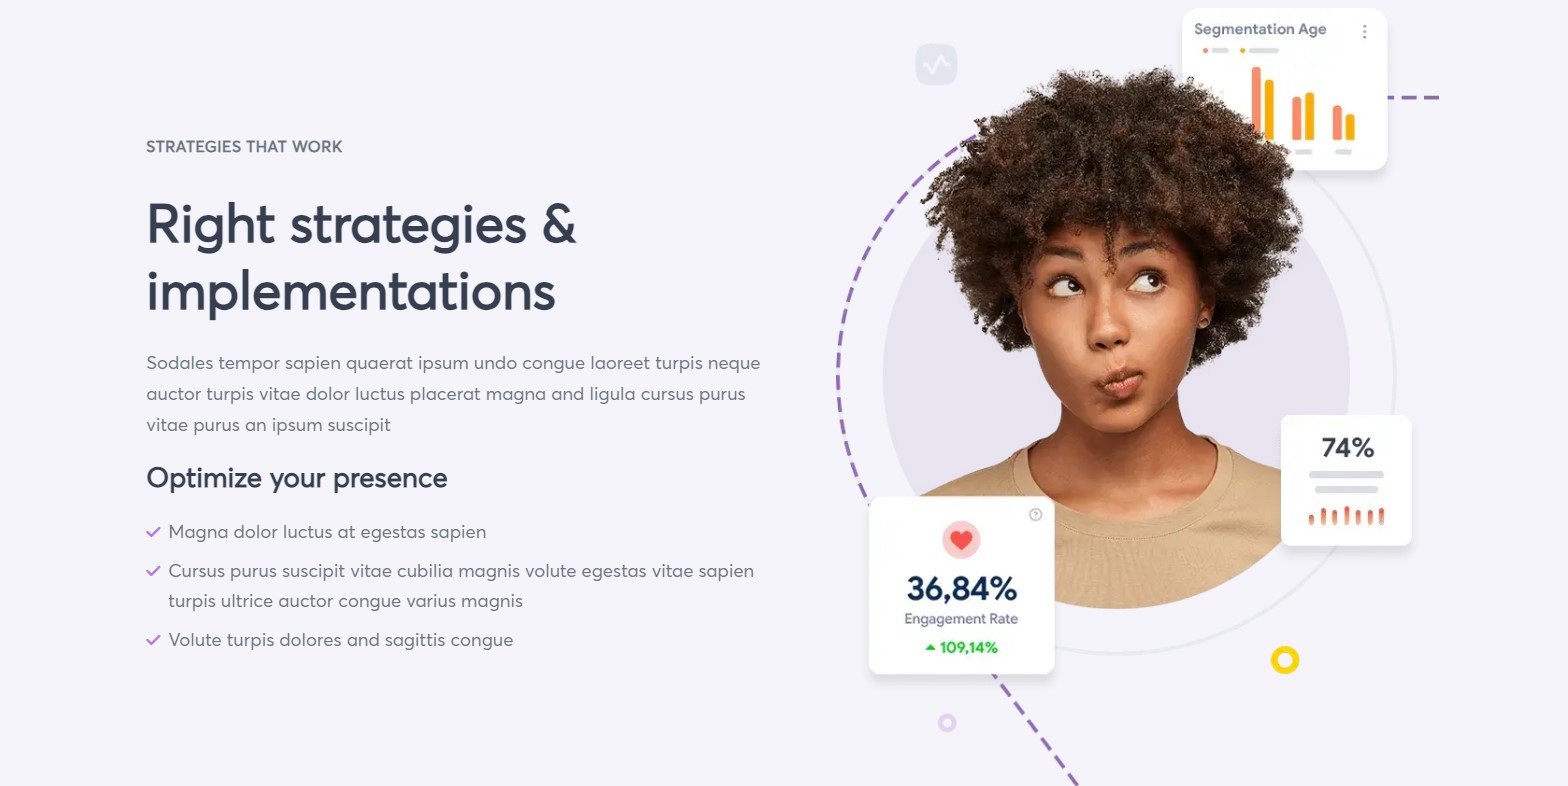 STRATEGIES THAT WORK
Right strategies &
implementations
Sodales tempor sapien quaerat ipsum undo congue laoreet turpis neque
auctor turpis vitae dolor luctus placerat magna and ligula cursus purus
vitae purus an ipsum suscipit
Optimize your presence
Magna dolor luctus at egestas sapien
Cursus purus suscipit vitae cubilia magnis volute egestas vitae sapien
turpis ultrice auctor congue varius magnis
Volute turpis dolores and sagittis congue
Segmentation Age
74%
?
36,84%
Engagement Rate
109,14%